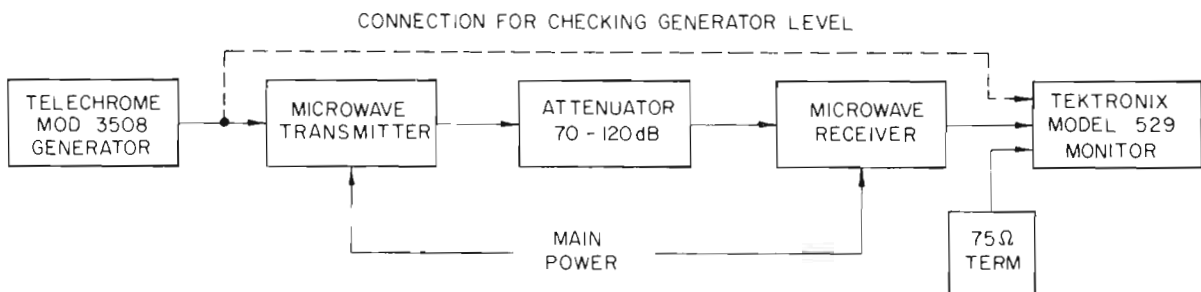 CONNECTION FOR CHECKING GENERATOR LEVEL
TELECHROME
MOD 3508
GENERATOR
MICROWAVE
TRANSMITTER
ATTENUATOR
70 - 120 dB
MICROWAVE
RECEIVER
TEKTRONIX
MODEL 529
MONITOR
MAIN
POWER
75Ω
TERM